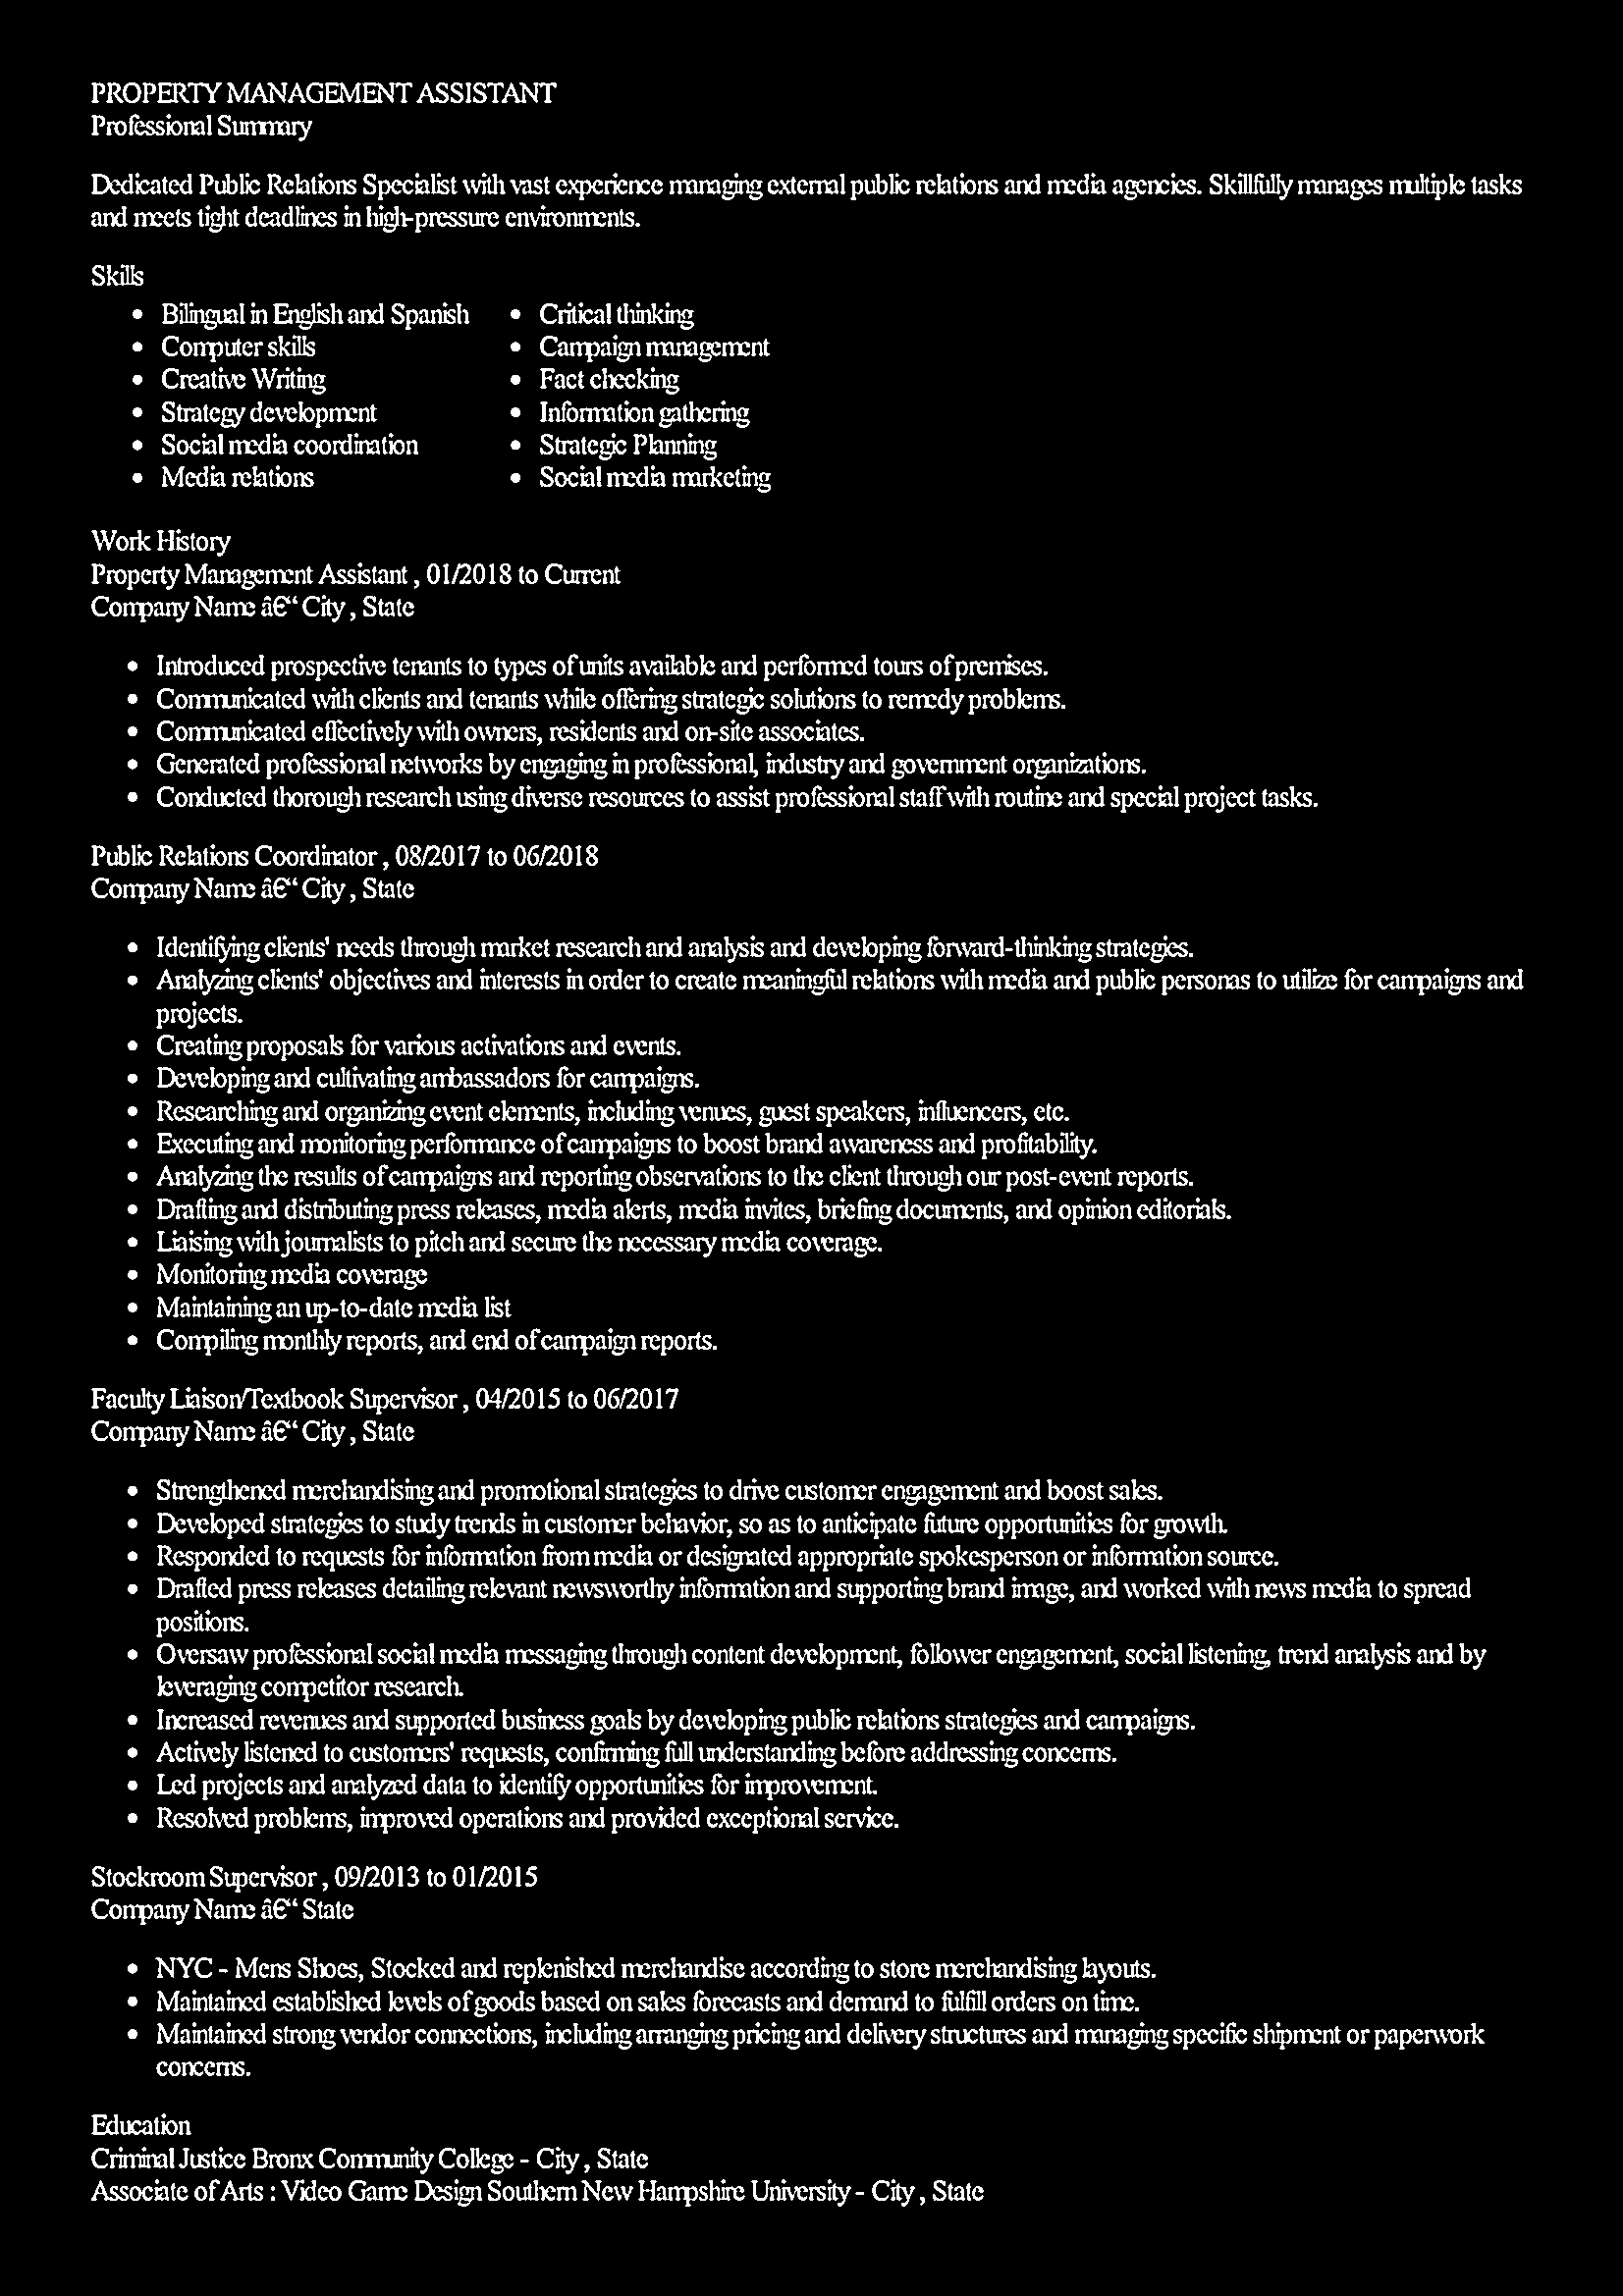 PROPERTY MANAGEMENT ASSISTANT
Professional Summary
Dedicated Public Relations Specialist with vast experience managing external public relations and media agencies. Skillfully manages multiple tasks
and meets tight deadlines in high-pressure environments.
Skills
• Bilingual in English and Spanish
• Computer skills
• Creative Writing
• Strategy development
• Social media coordination
• Media relations
• Critical thinking
• Campaign management
• Fact checking
• Information gathering
• Strategic Planning
• Social media marketing
Work History
Property Management Assistant , 01/2018 to Current
Company Name â€“ City , State
• Introduced prospective tenants to types of units available and performed tours of premises.
• Communicated with clients and tenants while offering strategic solutions to remedy problems.
• Communicated effectively with owners, residents and on-site associates.
• Generated professional networks by engaging in professional, industry and government organizations.
• Conducted thorough research using diverse resources to assist professional staff with routine and special project tasks.
Public Relations Coordinator , 08/2017 to 06/2018
Company Name â€“ City , State
• Identifying clients' needs through market research and analysis and developing forward-thinking strategies.
• Analyzing clients' objectives and interests in order to create meaningful relations with media and public personas to utilize for campaigns and
projects.
• Creating proposals for various activations and events.
• Developing and cultivating ambassadors for campaigns.
• Researching and organizing event elements, including venues, guest speakers, influencers, etc.
• Executing and monitoring performance of campaigns to boost brand awareness and profitability.
• Analyzing the results of campaigns and reporting observations to the client through our post-event reports.
• Drafting and distributing press releases, media alerts, media invites, briefing documents, and opinion editorials.
• Liaising with journalists to pitch and secure the necessary media coverage.
• Monitoring media coverage
• Maintaining an up-to-date media list
• Compiling monthly reports, and end of campaign reports.
Faculty Liaison/Textbook Supervisor , 04/2015 to 06/2017
Company Name â€“ City , State
• Strengthened merchandising and promotional strategies to drive customer engagement and boost sales.
• Developed strategies to study trends in customer behavior, so as to anticipate future opportunities for growth.
• Responded to requests for information from media or designated appropriate spokesperson or information source.
• Drafted press releases detailing relevant newsworthy information and supporting brand image, and worked with news media to spread
positions.
• Oversaw professional social media messaging through content development, follower engagement, social listening, trend analysis and by
leveraging competitor research.
• Increased revenues and supported business goals by developing public relations strategies and campaigns.
• Actively listened to customers' requests, confirming full understanding before addressing concerns.
• Led projects and analyzed data to identify opportunities for improvement.
• Resolved problems, improved operations and provided exceptional service.
Stockroom Supervisor , 09/2013 to 01/2015
Company Name â€“ State
• NYC - Mens Shoes, Stocked and replenished merchandise according to store merchandising layouts.
• Maintained established levels of goods based on sales forecasts and demand to fulfill orders on time.
• Maintained strong vendor connections, including arranging pricing and delivery structures and managing specific shipment or paperwork
concerns.
Education
Criminal Justice Bronx Community College - City , State
Associate of Arts : Video Game Design Southern New Hampshire University - City , State